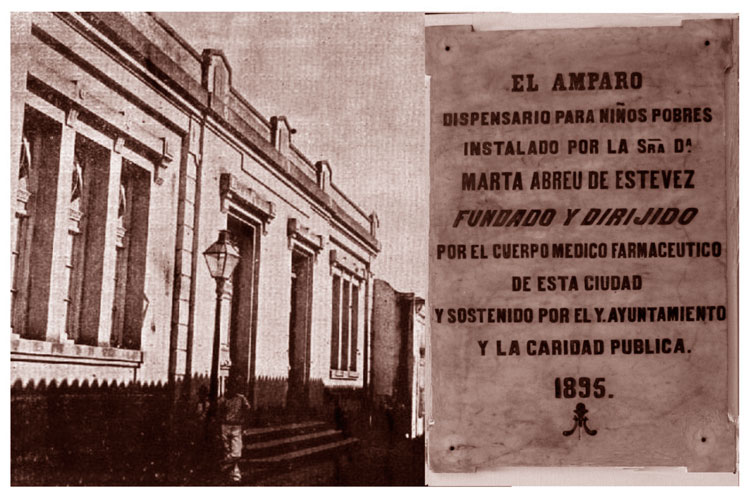 EL AMPARO
DISPENSARIO PARA NIÑOS POBRES
INSTALADO POR LA SRA Dª
MARTA ABREU DE ESTEVEZ
FUNDADO Y DIRIJIDO
POR EL CUERPO MEDICO FARMACEUTICO
DE ESTA CIUDAD
Y SOSTENIDO POR EL Y. AYUNTAMIENTO
Y LA CARIDAD PUBLICA.
1895.